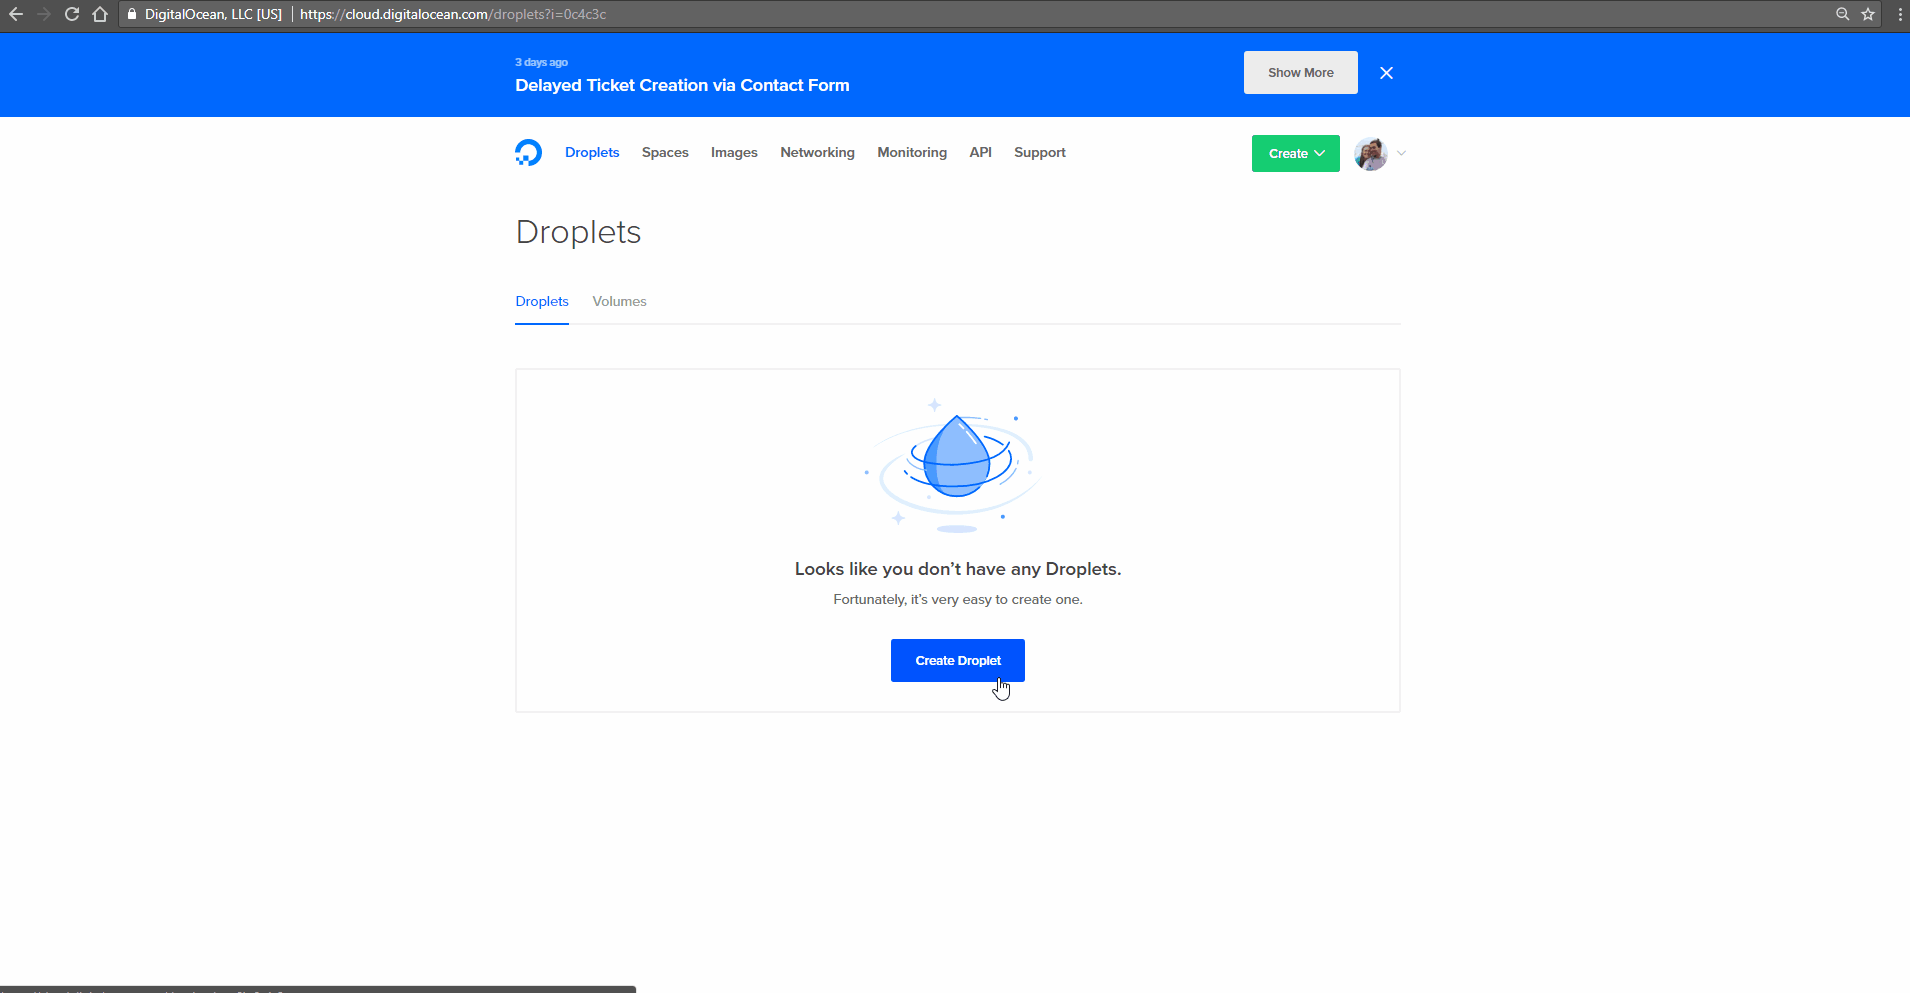 DigitalOcean, LLC [US] https://cloud.digitalocean.com/droplets?i=0c4c3c
3 days ago
Delayed Ticket Creation via Contact Form
Show More
Droplets Spaces Images Networking Monitoring API Support Create
Droplets
Droplets Volumes
Looks like you don’t have any Droplets.
Fortunately, it’s very easy to create one.
Create Droplet